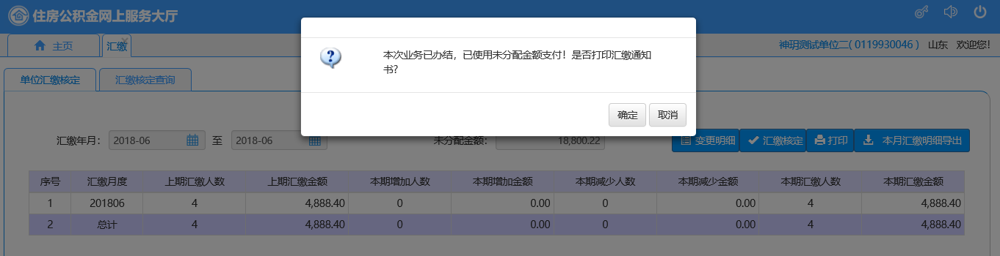 住房公积金网上服务大厅
主页 汇缴
神玥测试单位二( 0119930046 ) 山东 欢迎您!
本次业务已办结，已使用未分配金额支付！是否打印汇缴通知
书?
确定 取消
单位汇缴核定 汇缴核定查询
汇缴年月: 2018-06 至 2018-06 未分配金额: 18,800.22 变更明细 汇缴核定 打印 本月汇缴明细导出
序号 汇缴月度 上期汇缴人数 上期汇缴金额 本期增加人数 本期增加金额 本期减少人数 本期减少金额 本期汇缴人数 本期汇缴金额
1 201806 4 4,888.40 0 0.00 0 0.00 4 4,888.40
2 总计 4 4,888.40 0 0.00 0 0.00 4 4,888.40